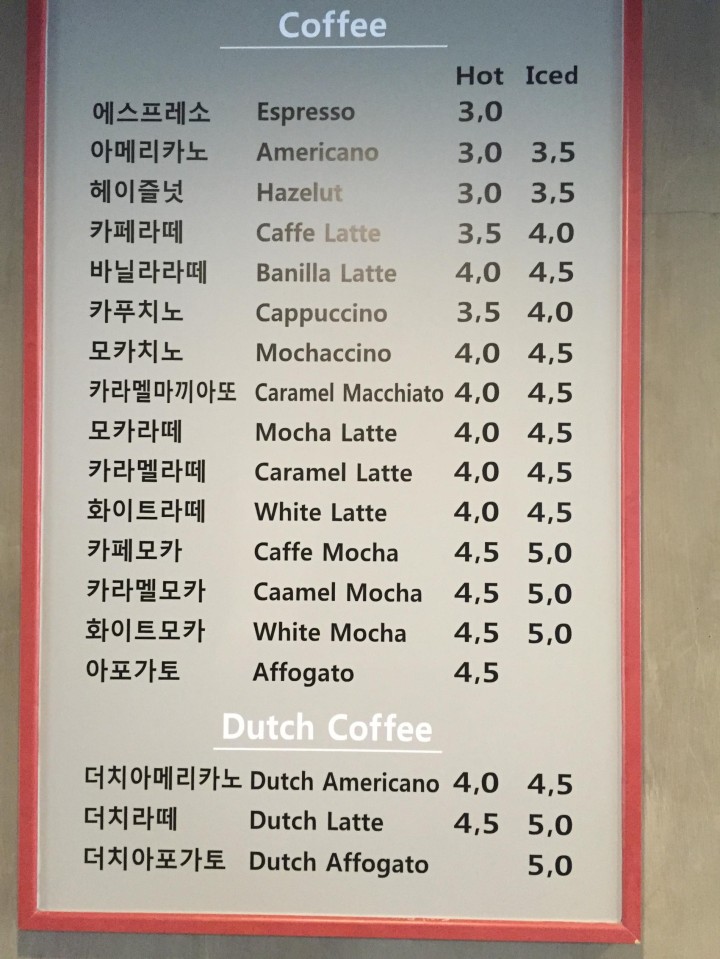 Coffee
Hot Iced
에스프레소 Espresso 3,0
아메리카노 Americano 3,0 3,5
헤이즐넛 Hazelut 3,0 3,5
카페라떼 Caffe Latte 3,5 4,0
바닐라라떼 Banilla Latte 4,0 4,5
카푸치노 Cappuccino 3,5 4,0
모카치노 Mochaccino 4,0 4,5
카라멜마끼아또 Caramel Macchiato 4,0 4,5
모카라떼 Mocha Latte 4,0 4,5
카라멜라떼 Caramel Latte 4,0 4,5
화이트라떼 White Latte 4,0 4,5
카페모카 Caffe Mocha 4,5 5,0
카라멜모카 Caamel Mocha 4,5 5,0
화이트모카 White Mocha 4,5 5,0
아포가토 Affogato 4,5
Dutch Coffee
더치아메리카노 Dutch Americano 4,0 4,5
더치라떼 Dutch Latte 4,5 5,0
더치아포가토 Dutch Affogato 5,0